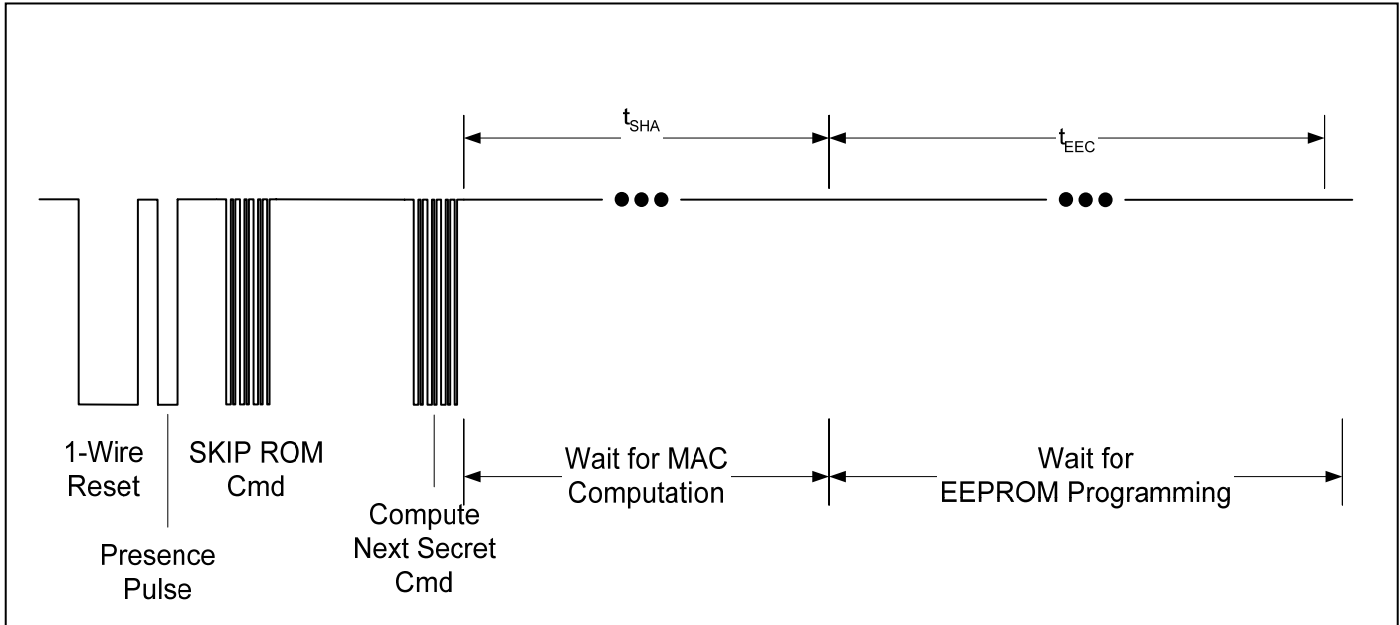 tSHA
tEEC
1-Wire
Reset
Presence
Pulse
SKIP ROM
Cmd
Compute
Next Secret
Cmd
Wait for MAC
Computation
Wait for
EEPROM Programming